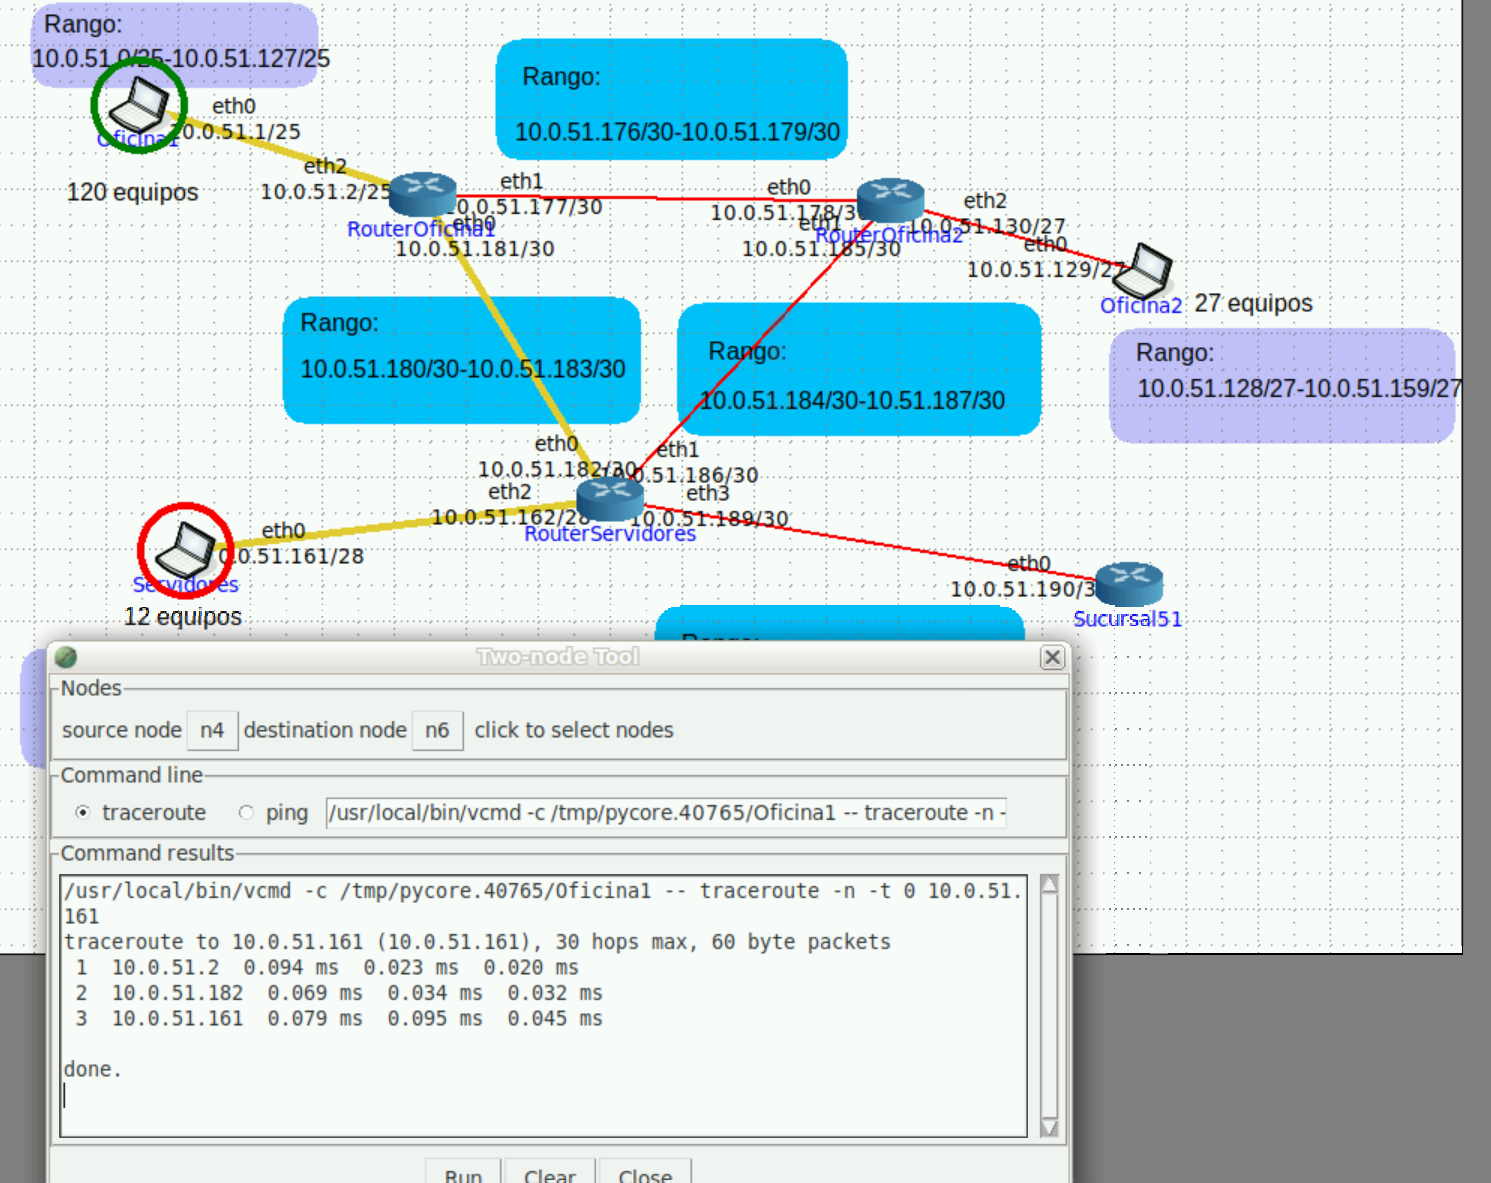 Rango:
10.0.51.0/25-10.0.51.127/25
eth0
10.0.51.1/25
Oficina1
120 equipos
eth2
10.0.51.2/25
RouterOficina1
eth1
10.0.51.177/30
eth0
10.0.51.181/30
Rango:
10.0.51.176/30-10.0.51.179/30
eth0
10.0.51.178/30
eth1
10.0.51.185/30
RouterOficina2
eth2
10.0.51.130/27
eth0
10.0.51.129/27
Oficina2
27 equipos
Rango:
10.0.51.128/27-10.0.51.159/27
Rango:
10.0.51.180/30-10.0.51.183/30
Rango:
10.0.51.184/30-10.51.187/30
eth0
10.0.51.182/30
eth1
10.0.51.186/30
eth2
10.0.51.162/28
eth3
10.0.51.189/30
RouterServidores
eth0
10.0.51.161/28
Servidores
12 equipos
eth0
10.0.51.190/3
Sucursal51
Rango:
Two-node Tool
Nodes
source node n4 destination node n6 click to select nodes
Command line
traceroute ping /usr/local/bin/vcmd -c /tmp/pycore.40765/Oficina1 -- traceroute -n -
Command results
/usr/local/bin/vcmd -c /tmp/pycore.40765/Oficina1 -- traceroute -n -t 0 10.0.51.
161
traceroute to 10.0.51.161 (10.0.51.161), 30 hops max, 60 byte packets
1 10.0.51.2 0.094 ms 0.023 ms 0.020 ms
2 10.0.51.182 0.069 ms 0.034 ms 0.032 ms
3 10.0.51.161 0.079 ms 0.095 ms 0.045 ms
done.
Run Clear Close